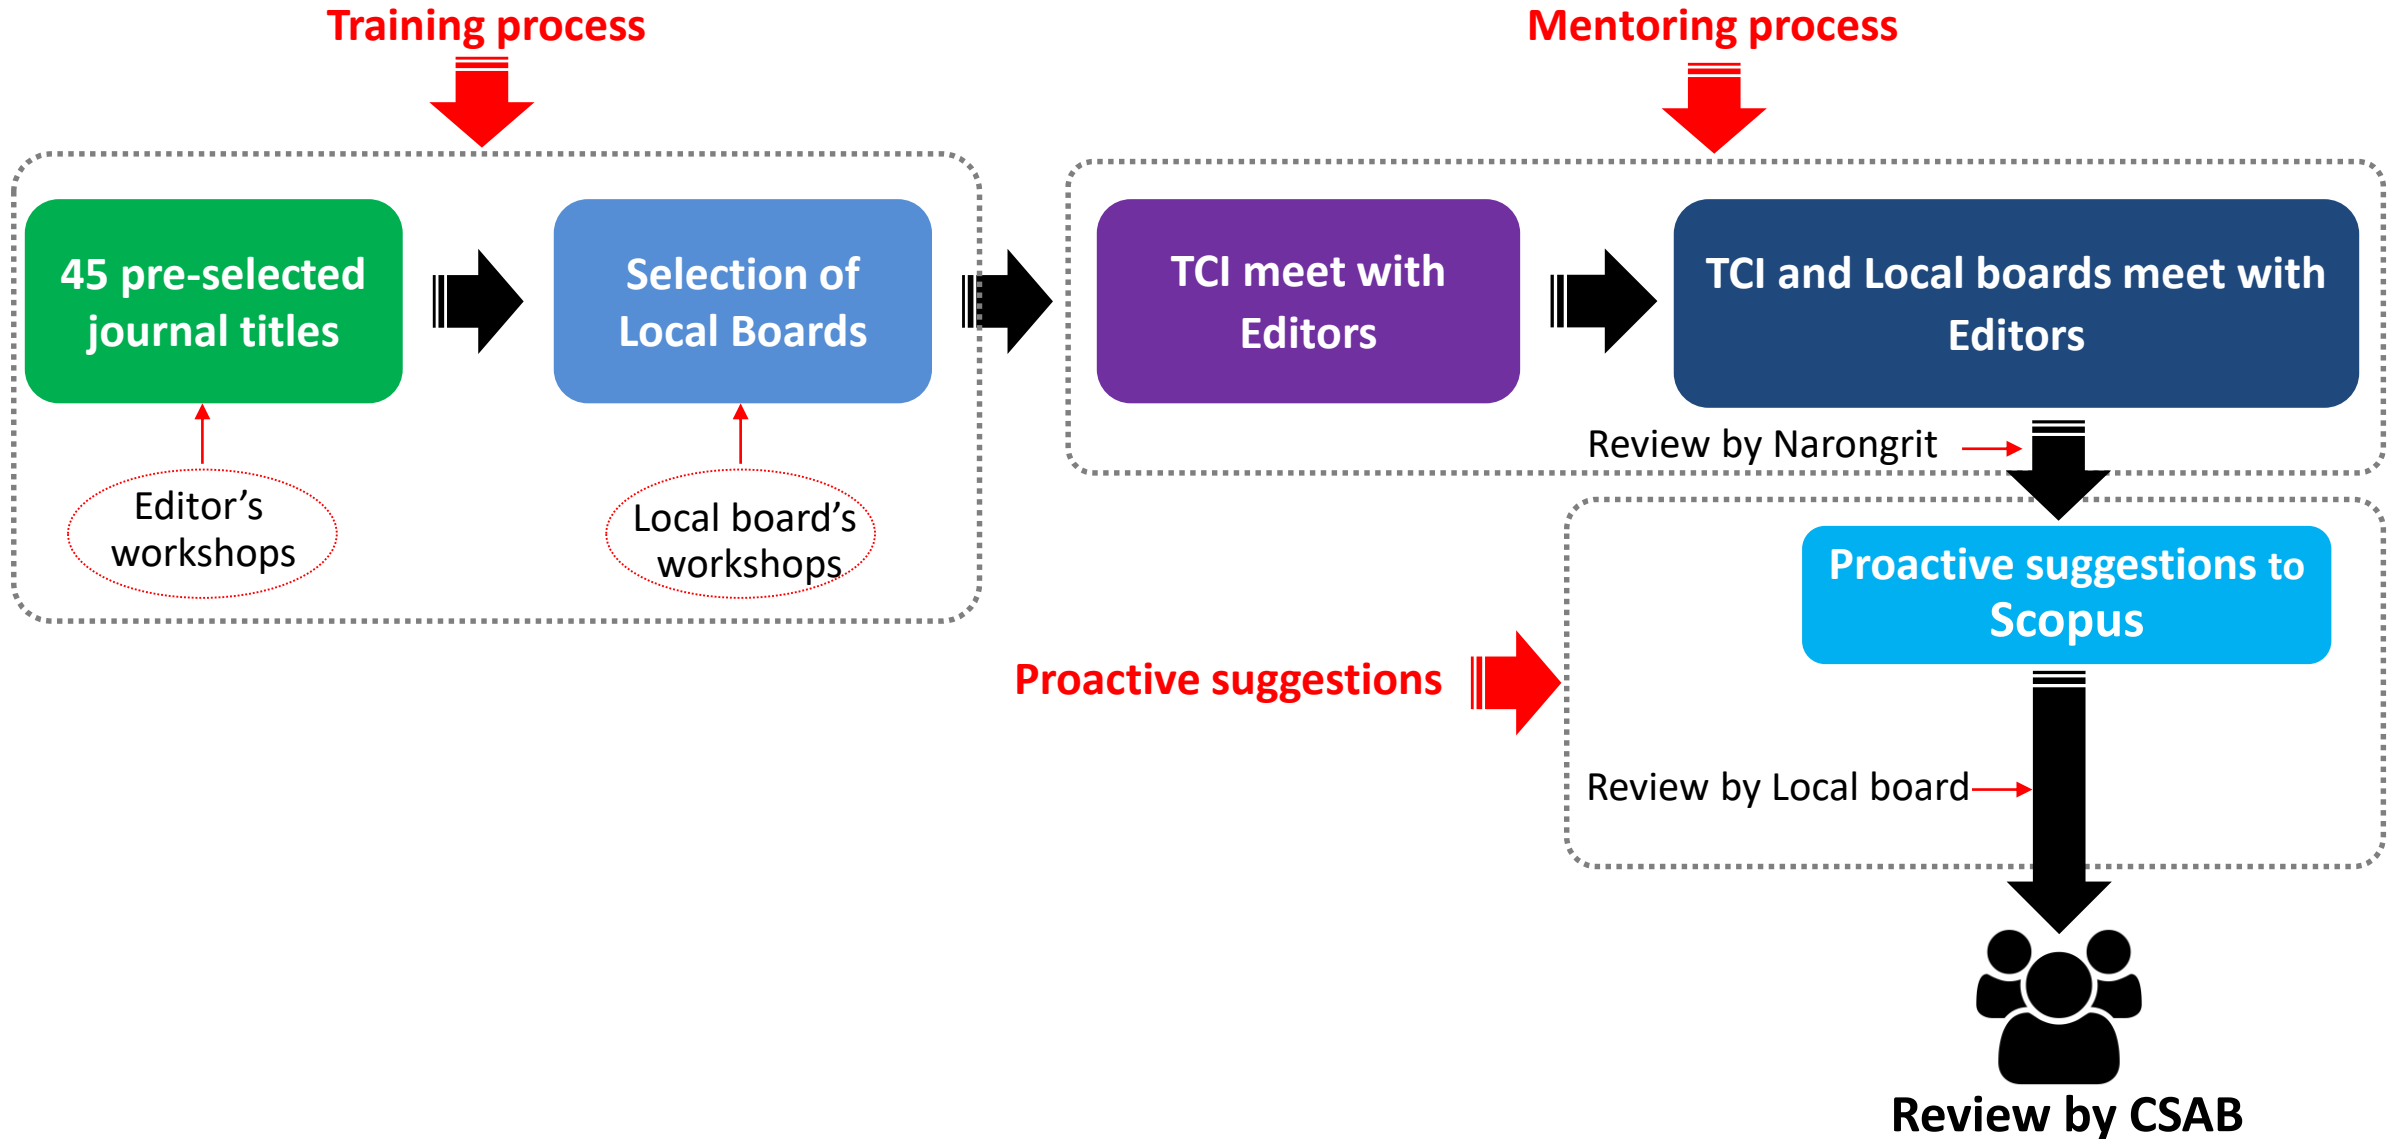 Training process
Mentoring process
45 pre-selected
journal titles
Selection of
Local Boards
TCI meet with
Editors
TCI and Local boards meet with
Editors
Editor’s
workshops
Local board’s
workshops
Review by Narongrit
Proactive suggestions to
Scopus
Proactive suggestions
Review by Local board
Review by CSAB